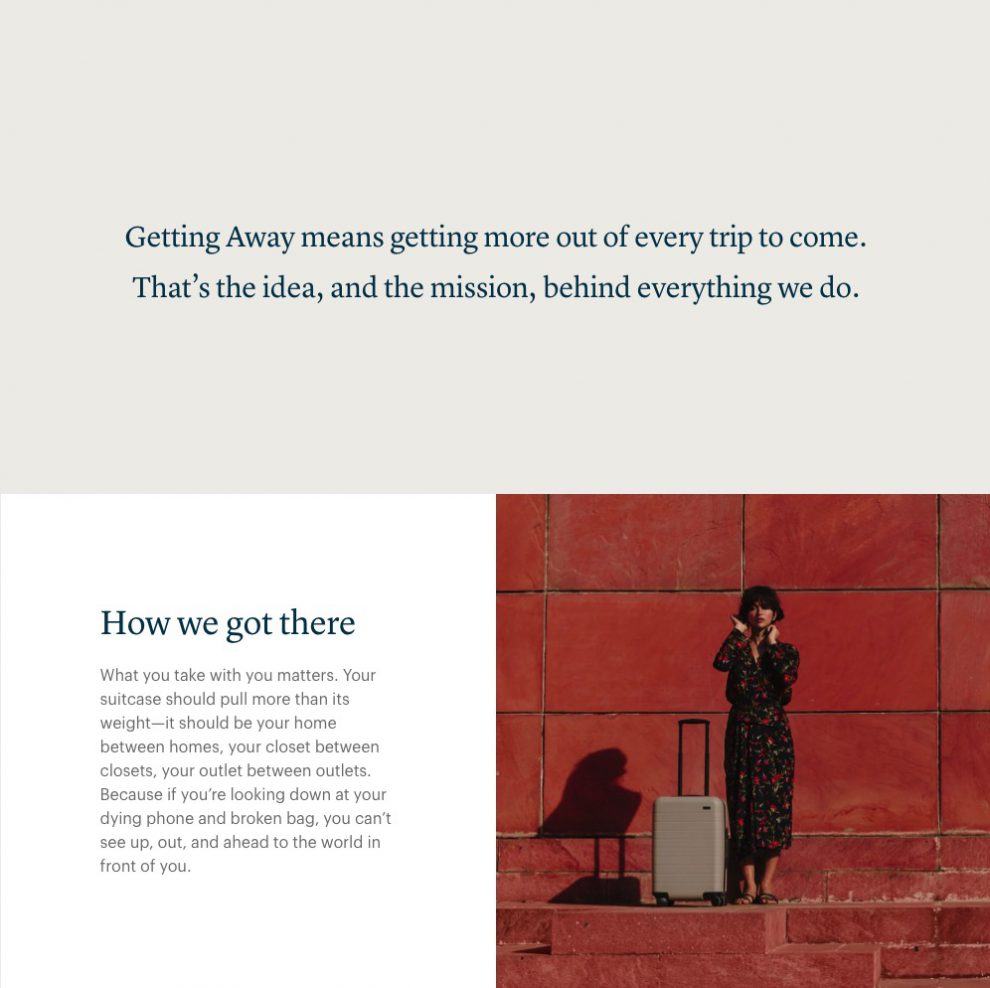 Getting Away means getting more out of every trip to come.
That’s the idea, and the mission, behind everything we do.
How we got there
What you take with you matters. Your
suitcase should pull more than its
weight—it should be your home
between homes, your closet between
closets, your outlet between outlets.
Because if you’re looking down at your
dying phone and broken bag, you can’t
see up, out, and ahead to the world in
front of you.